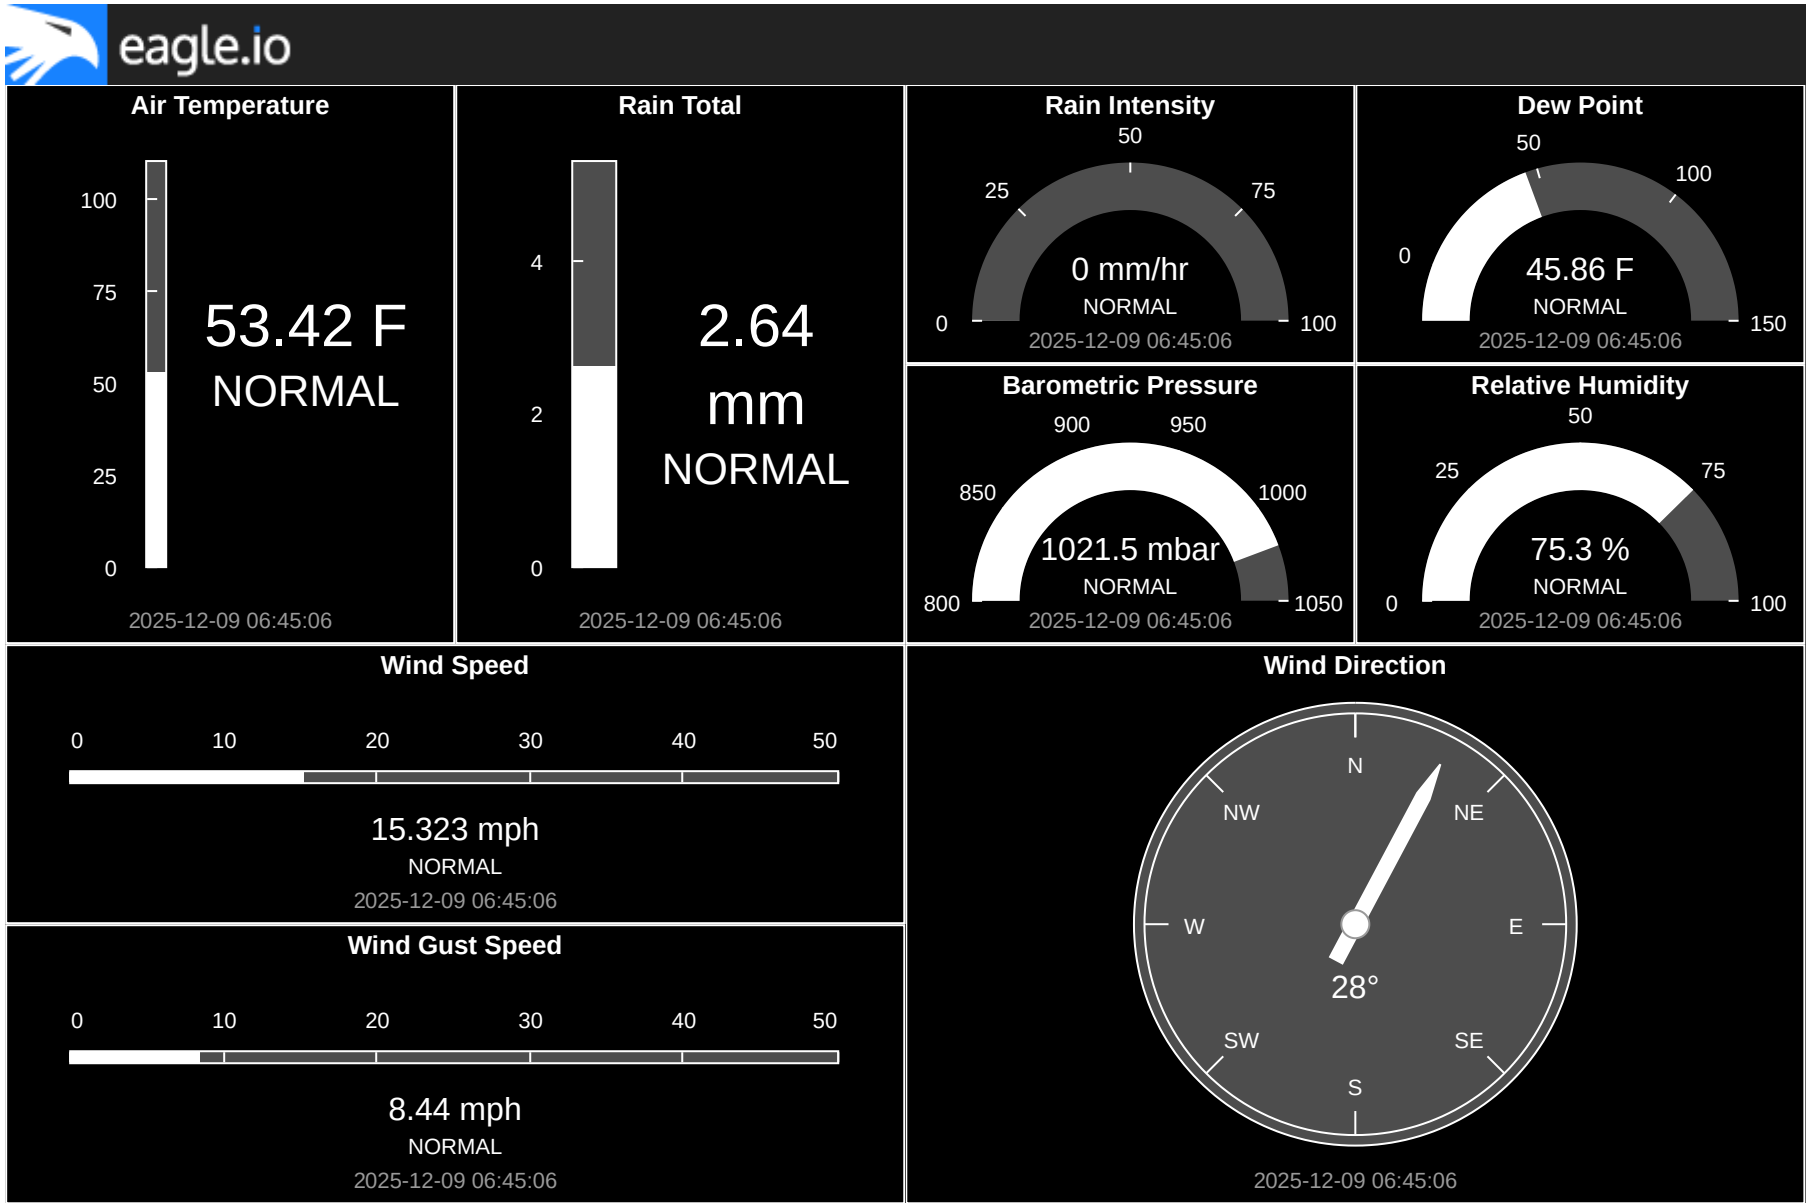 eagle.io
Air Temperature
100
75
50
25
0
53.42 F
NORMAL
2025-12-09 06:45:06
Rain Total
4
2
0
2.64
mm
NORMAL
2025-12-09 06:45:06
Rain Intensity
50
25
75
0
100
0 mm/hr
NORMAL
2025-12-09 06:45:06
Dew Point
50
100
0
150
45.86 F
NORMAL
2025-12-09 06:45:06
Barometric Pressure
900
950
850
1000
800
1050
1021.5 mbar
NORMAL
2025-12-09 06:45:06
Relative Humidity
50
25
75
0
100
75.3 %
NORMAL
2025-12-09 06:45:06
Wind Speed
0 10 20 30 40 50
15.323 mph
NORMAL
2025-12-09 06:45:06
Wind Gust Speed
0 10 20 30 40 50
8.44 mph
NORMAL
2025-12-09 06:45:06
Wind Direction
N
NW
NE
W
E
28°
SW
SE
S
2025-12-09 06:45:06